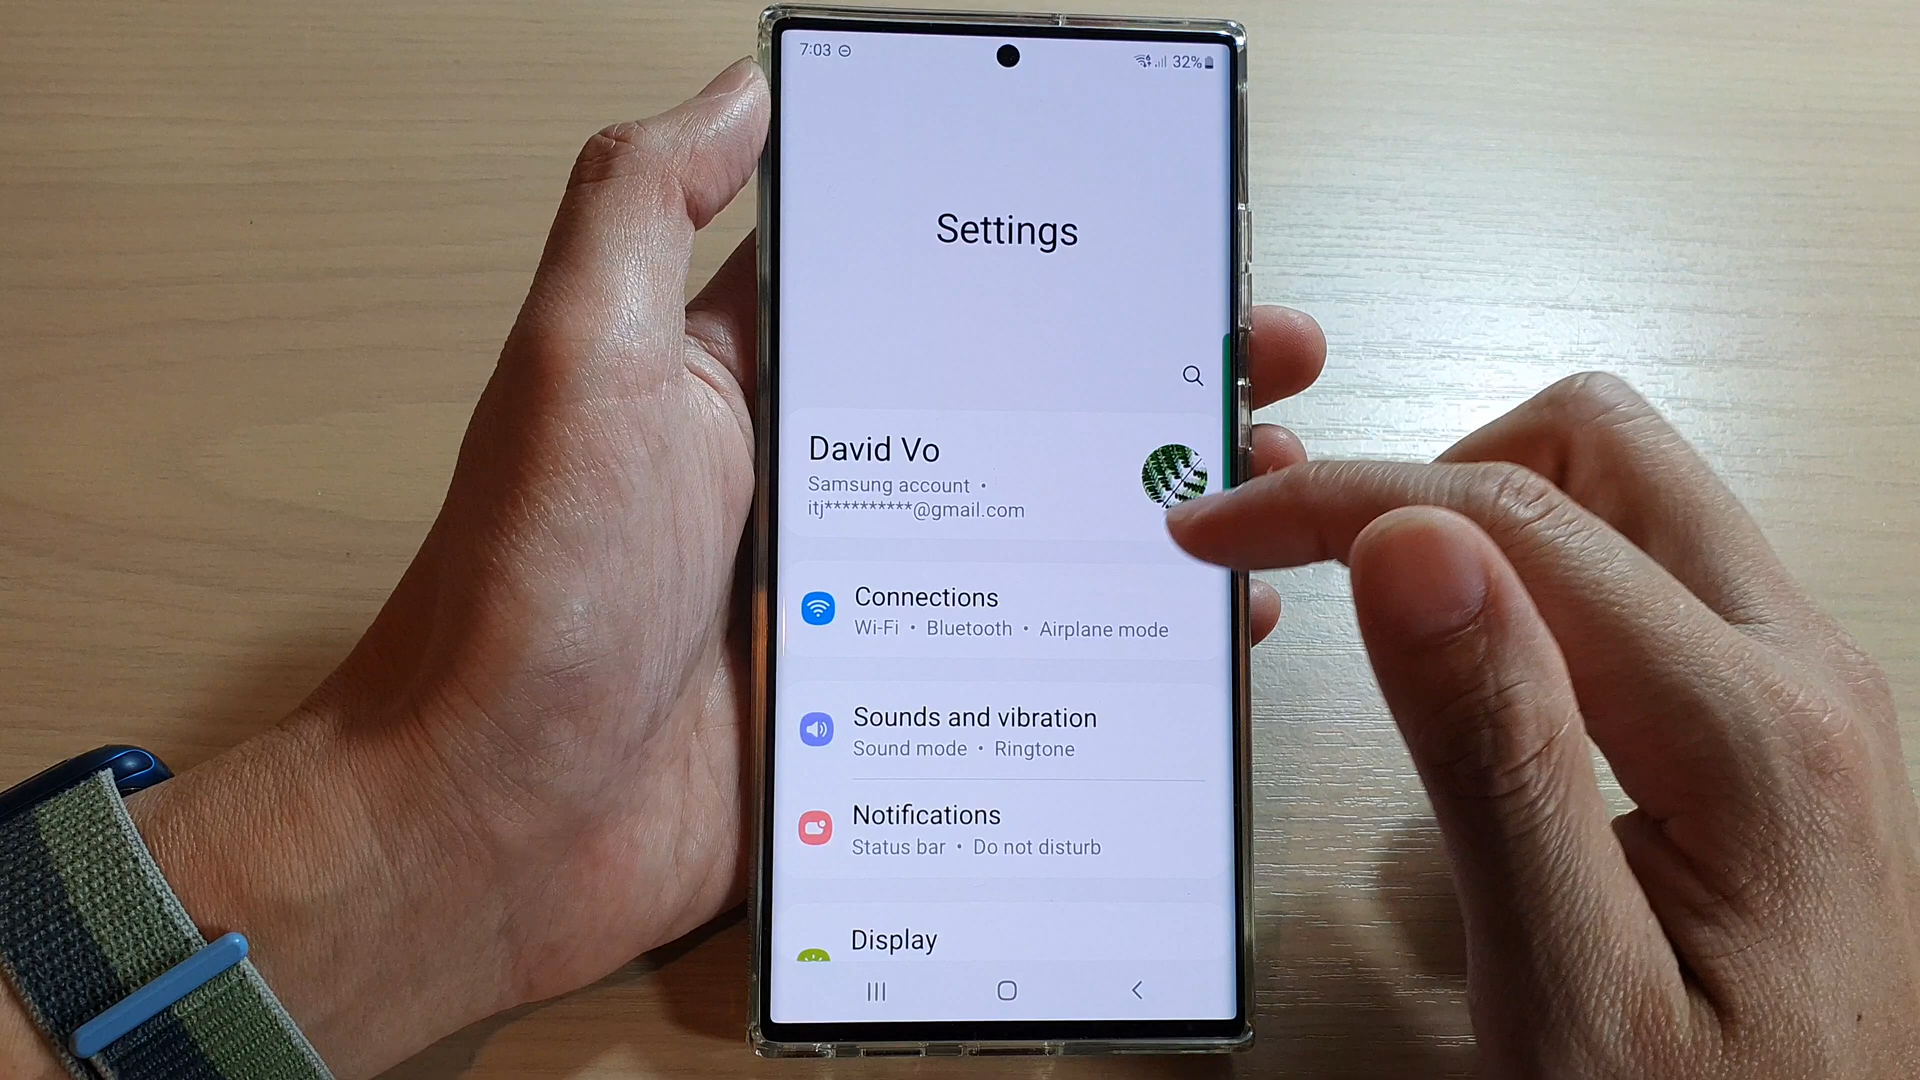 7:03
32%
Settings
David Vo
Samsung account •
itj**********@gmail.com
Connections
Wi-Fi • Bluetooth • Airplane mode
Sounds and vibration
Sound mode • Ringtone
Notifications
Status bar • Do not disturb
Display